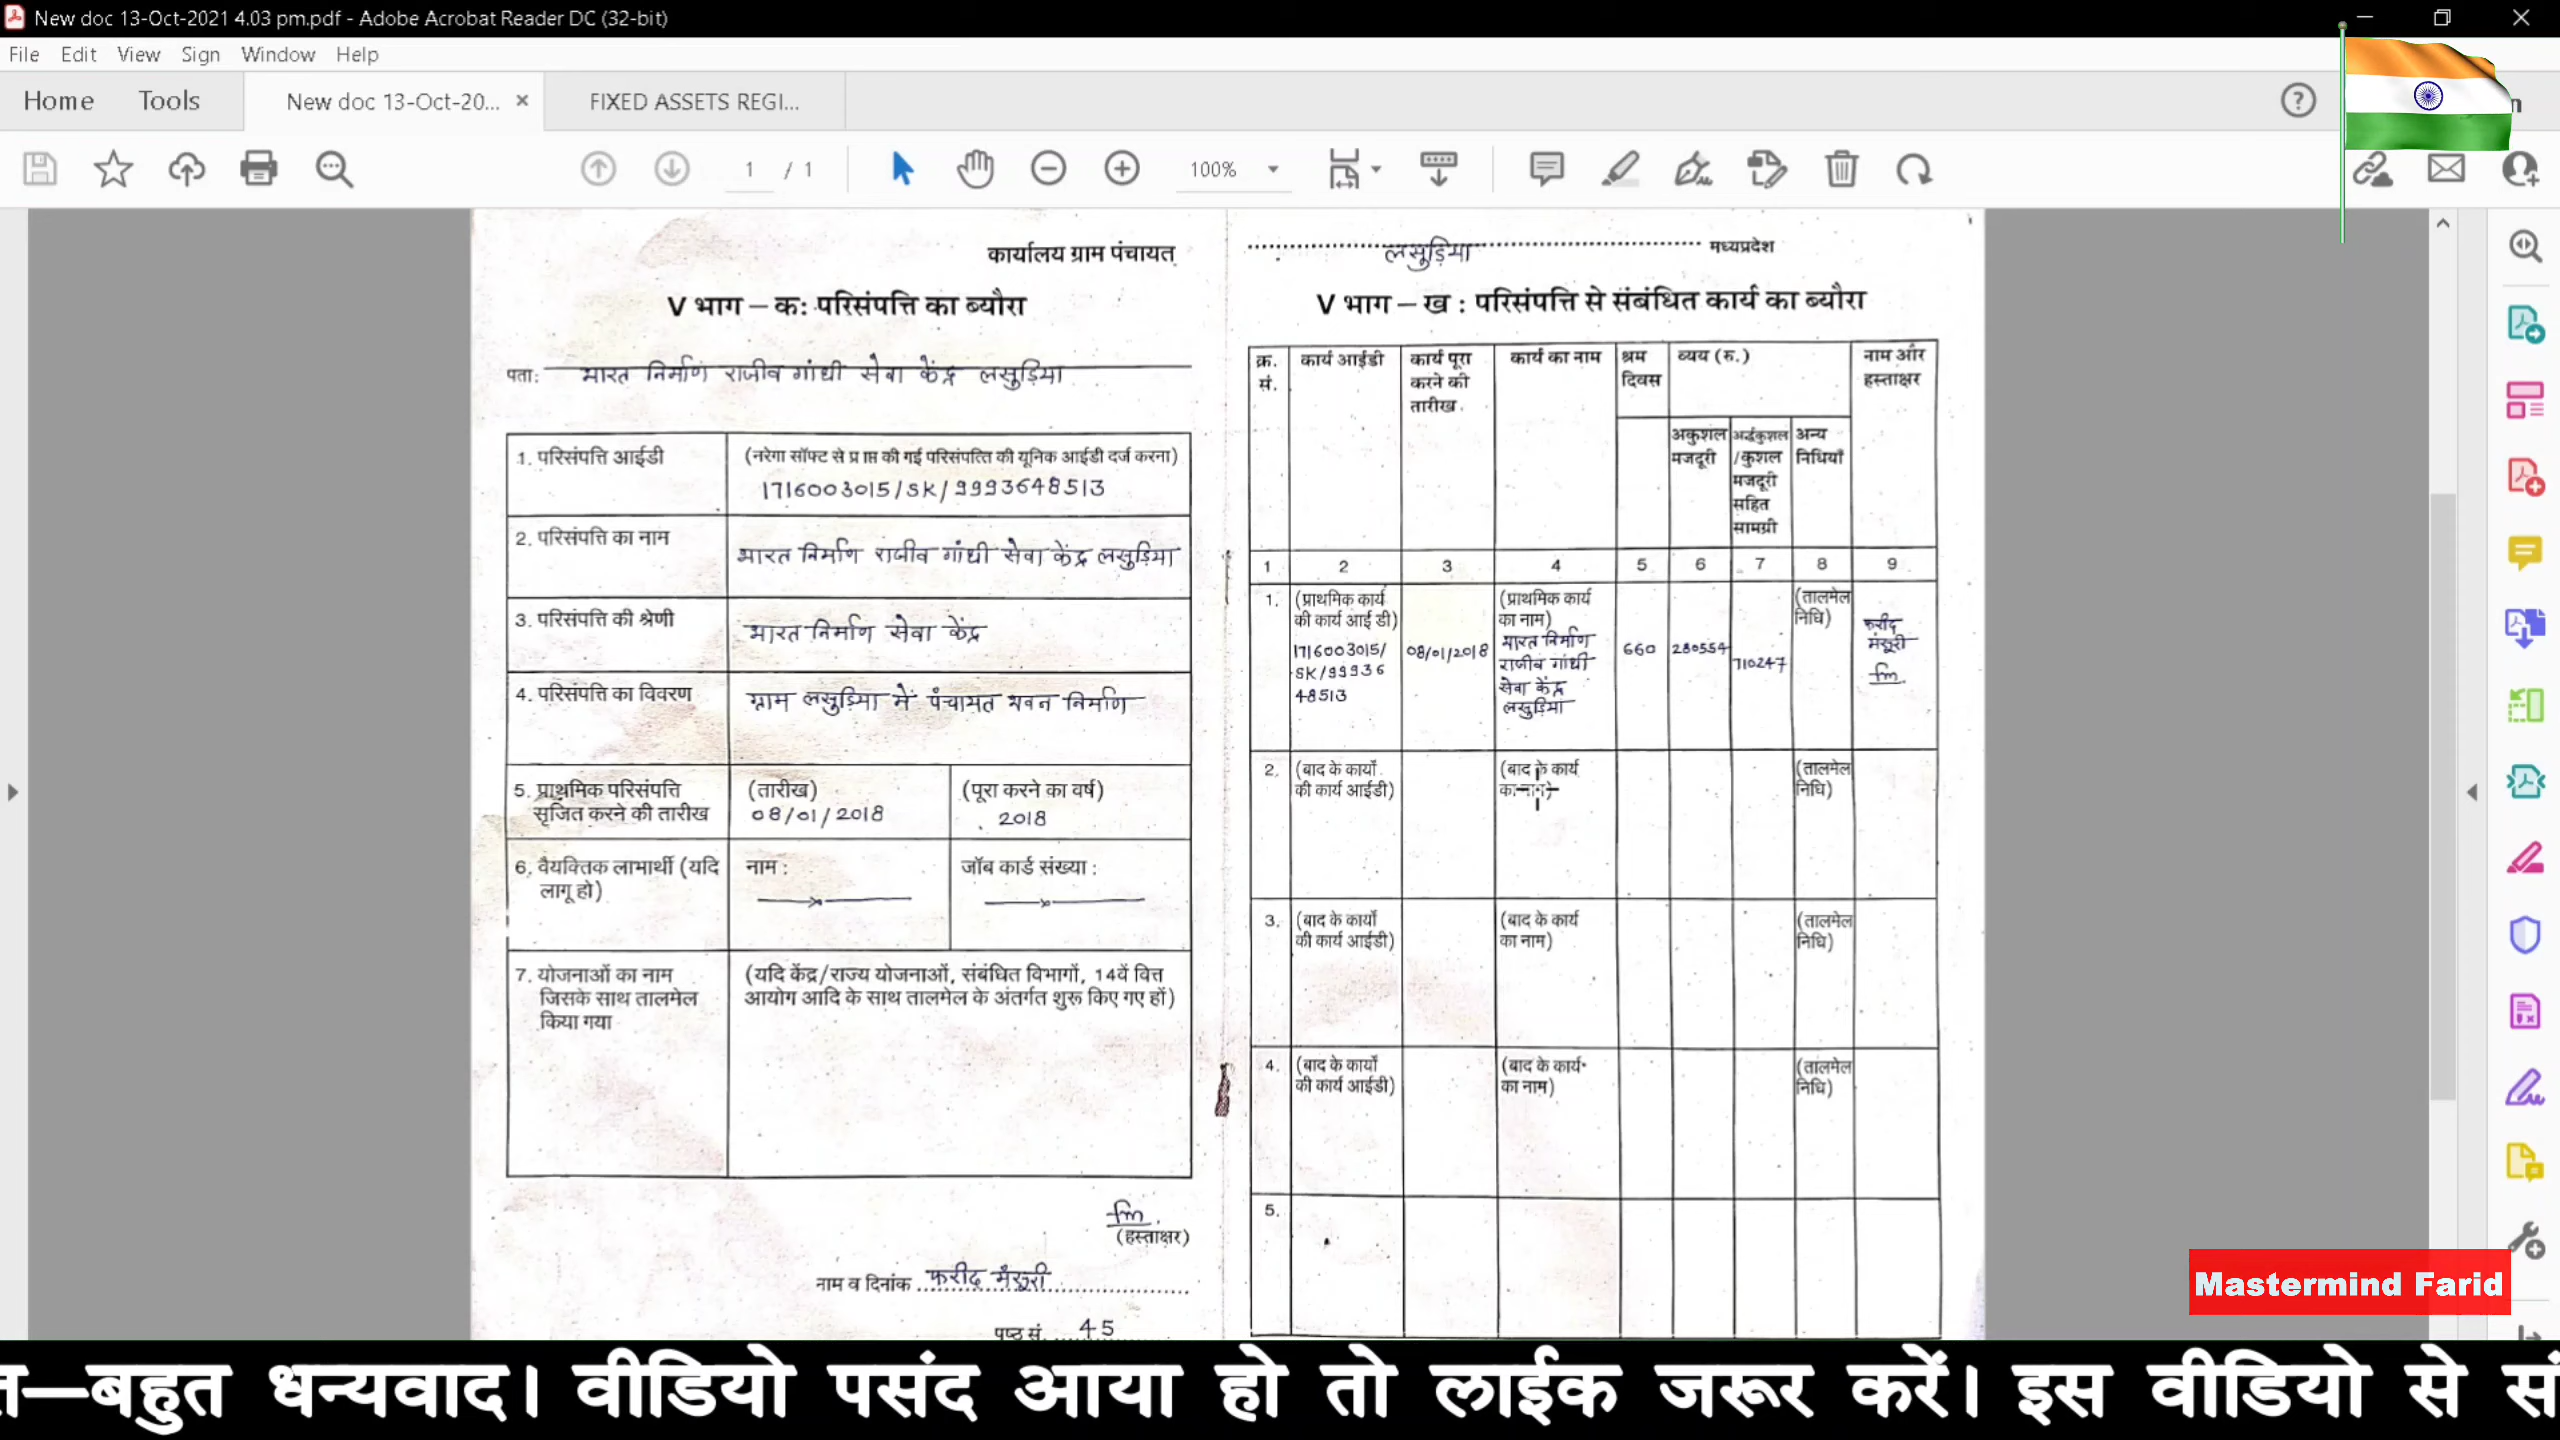 New doc 13-Oct-2021 4.03 pm.pdf - Adobe Acrobat Reader DC (32-bit)
File Edit View Sign Window Help
Home Tools New doc 13-Oct-20... × FIXED ASSETS REGI...
1 / 1 100%
कार्यालय ग्राम पंचायत
V भाग – क: परिसंपत्ति का ब्यौरा
पता: भारत निर्माण राजीव गांधी सेवा केंद्र लसुड़िया
1. परिसंपत्ति आईडी
(नरेगा सॉफ्ट से प्राप्त की गई परिसंपत्ति की यूनिक आईडी दर्ज करना)
1716003015/SK/9993648513
2. परिसंपत्ति का नाम
भारत निर्माण राजीव गांधी सेवा केंद्र लसुड़िया
3. परिसंपत्ति की श्रेणी
भारत निर्माण सेवा केंद्र
4. परिसंपत्ति का विवरण
ग्राम लसुड़िया में पंचायत भवन निर्माण
5. प्राथमिक परिसंपत्ति
सृजित करने की तारीख
(तारीख)
08/01/2018
(पूरा करने का वर्ष)
2018
6. वैयक्तिक लाभार्थी (यदि
लागू हो)
नाम :
जॉब कार्ड संख्या :
7. योजनाओं का नाम
जिसके साथ तालमेल
किया गया
(यदि केंद्र/राज्य योजनाओं, संबंधित विभागों, 14वें वित्त
आयोग आदि के साथ तालमेल के अंतर्गत शुरू किए गए हों)
fm
(हस्ताक्षर)
नाम व दिनांक फरीद मंसूरी
पृष्ठ सं. 45
लसुड़िया मध्यप्रदेश
V भाग – ख : परिसंपत्ति से संबंधित कार्य का ब्यौरा
क्र.
सं.
कार्य आईडी
कार्य पूरा
करने की
तारीख
कार्य का नाम
श्रम
दिवस
व्यय (रु.)
नाम और
हस्ताक्षर
अकुशल
मजदूरी
अर्द्धकुशल
/कुशल
मजदूरी
सहित
सामग्री
अन्य
निधियाँ
1 2 3 4 5 6 7 8 9
1.
(प्राथमिक कार्य
की कार्य आई डी)
1716003015/
SK/99936
48513
08/01/2018
(प्राथमिक कार्य
का नाम)
भारत निर्माण
राजीव गांधी
सेवा केंद्र
लसुड़िया
660
280554
710247
(तालमेल
निधि)
फरीद
मंसूरी
fm
2.
(बाद के कार्यों
की कार्य आईडी)
(बाद के कार्य
का नाम)
(तालमेल
निधि)
3.
(बाद के कार्यों
की कार्य आईडी)
(बाद के कार्य
का नाम)
(तालमेल
निधि)
4.
(बाद के कार्यों
की कार्य आईडी)
(बाद के कार्य
का नाम)
(तालमेल
निधि)
5.
Mastermind Farid
त–बहुत धन्यवाद। वीडियो पसंद आया हो तो लाईक जरूर करें। इस वीडियो से सं